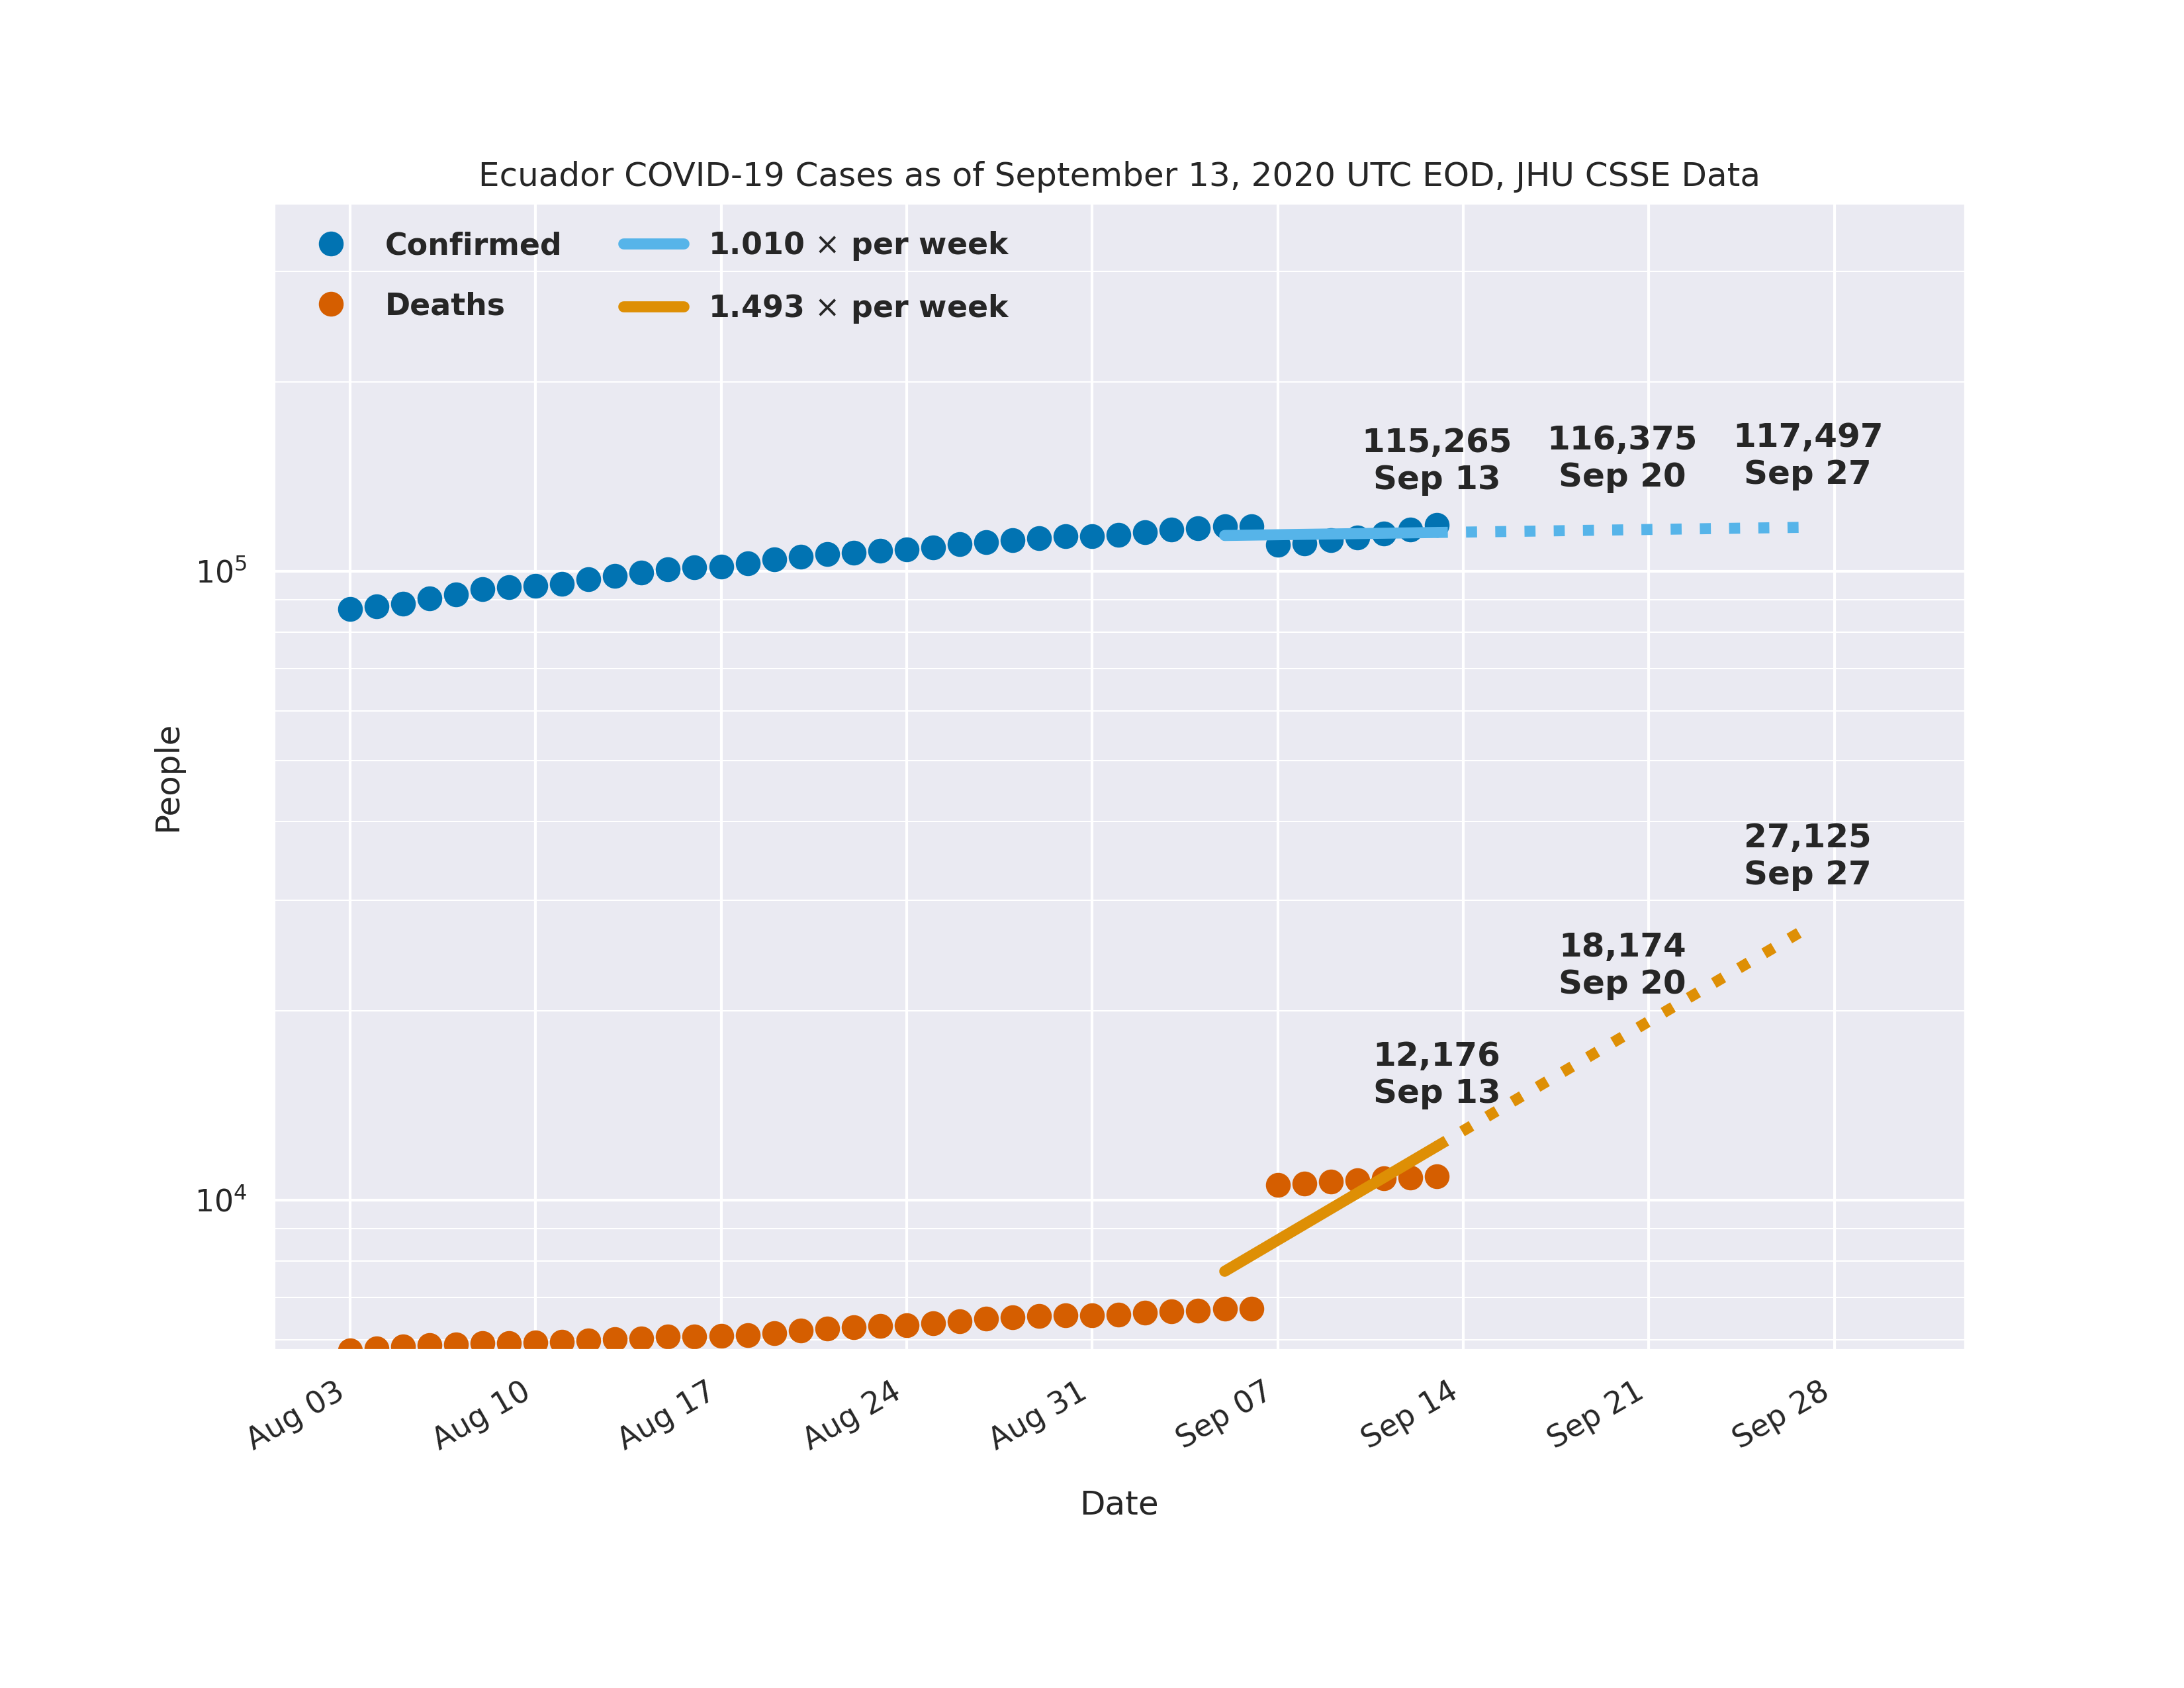 Ecuador COVID-19 Cases as of September 13, 2020 UTC EOD, JHU CSSE Data
Confirmed
Deaths
1.010 × per week
1.493 × per week
115,265
Sep 13
116,375
Sep 20
117,497
Sep 27
27,125
Sep 27
18,174
Sep 20
12,176
Sep 13
10⁵
10⁴
People
Aug 03
Aug 10
Aug 17
Aug 24
Aug 31
Sep 07
Sep 14
Sep 21
Sep 28
Date